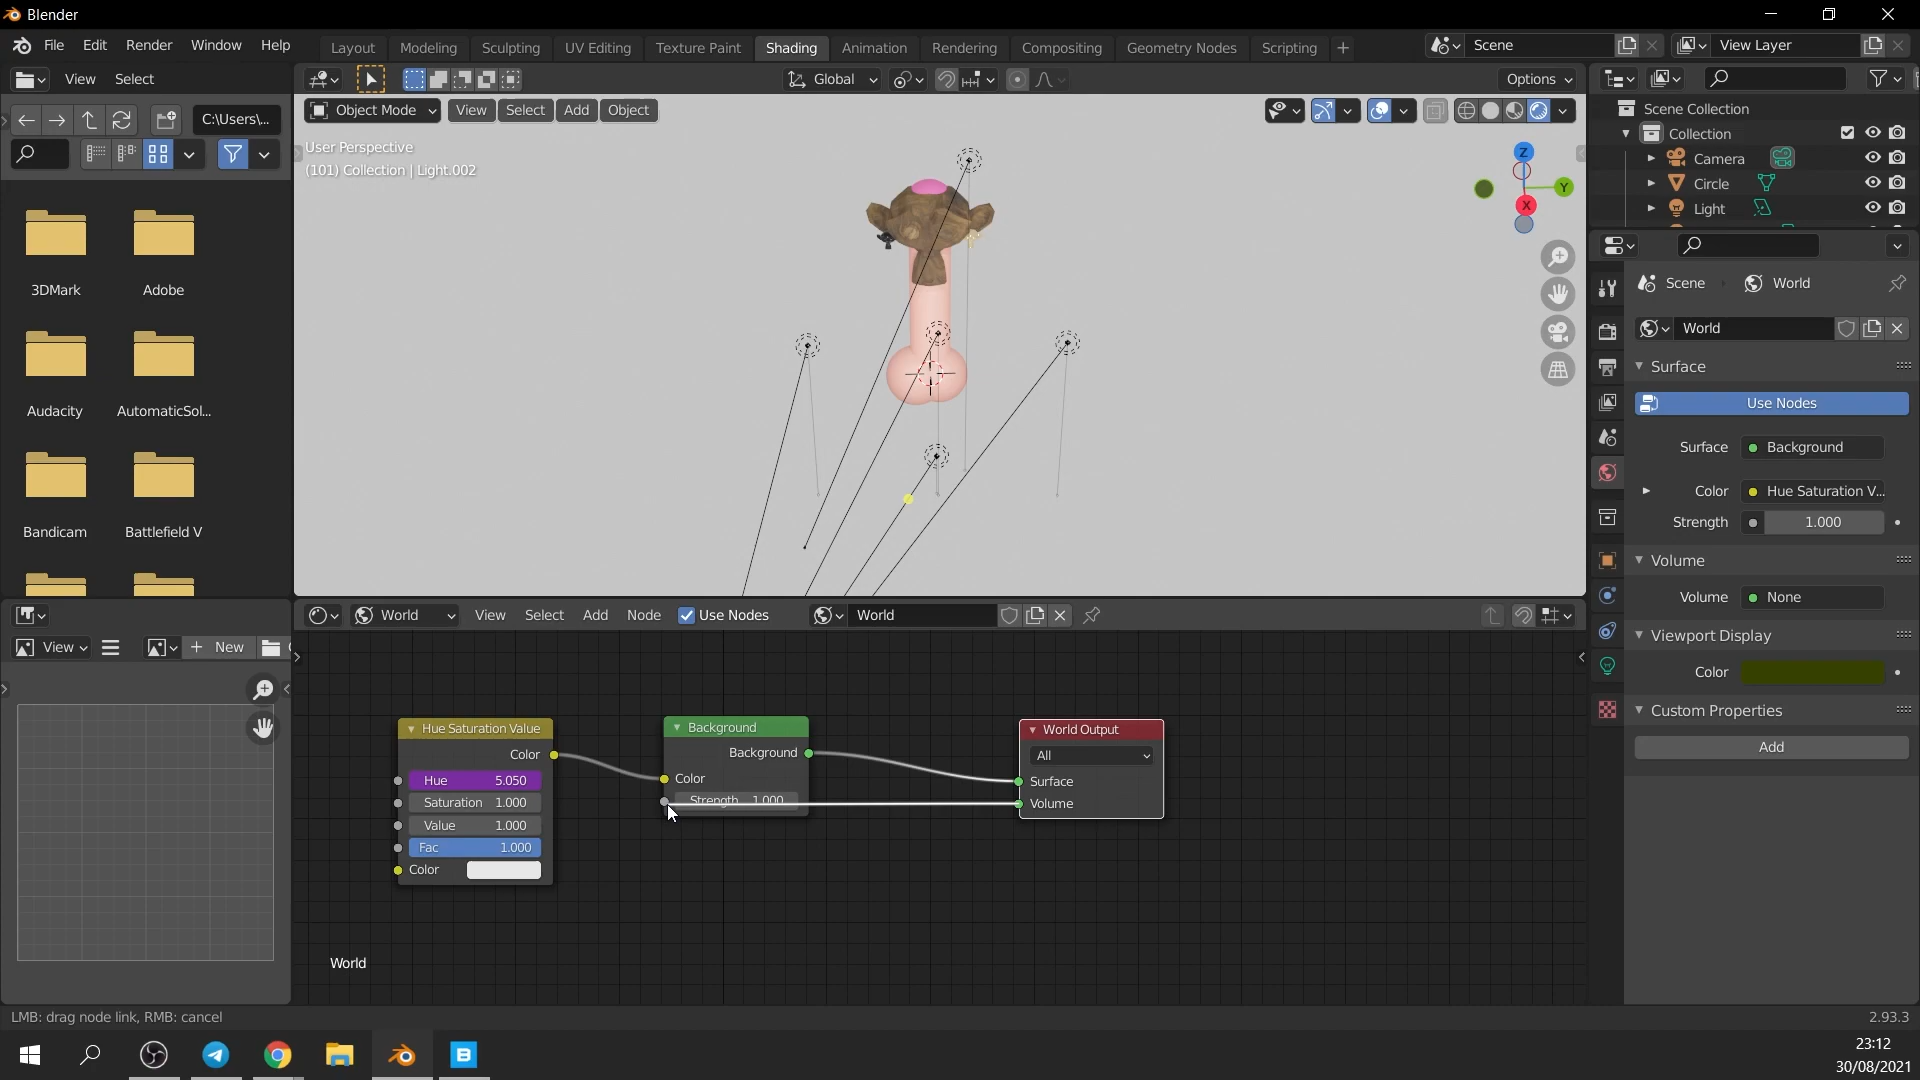 Blender
File Edit Render Window Help Layout Modeling Sculpting UV Editing Texture Paint Shading Animation Rendering Compositing Geometry Nodes Scripting + Scene View Layer
View Select Global Options
C:\Users\...
Object Mode View Select Add Object
User Perspective
(101) Collection | Light.002
Z
Y
X
3DMark Adobe
Audacity AutomaticSol...
Bandicam Battlefield V
Scene Collection
Collection
Camera
Circle
Light
Scene World
World
Surface
Use Nodes
Surface Background
Color Hue Saturation V...
Strength 1.000
Volume
Volume None
Viewport Display
Color
Custom Properties
Add
View + New
World View Select Add Node Use Nodes World
Hue Saturation Value
Color
Hue 5.050
Saturation 1.000
Value 1.000
Fac 1.000
Color
Background
Background
Color
Strength 1.000
World Output
All
Surface
Volume
World
LMB: drag node link, RMB: cancel 2.93.3
B
23:12
30/08/2021